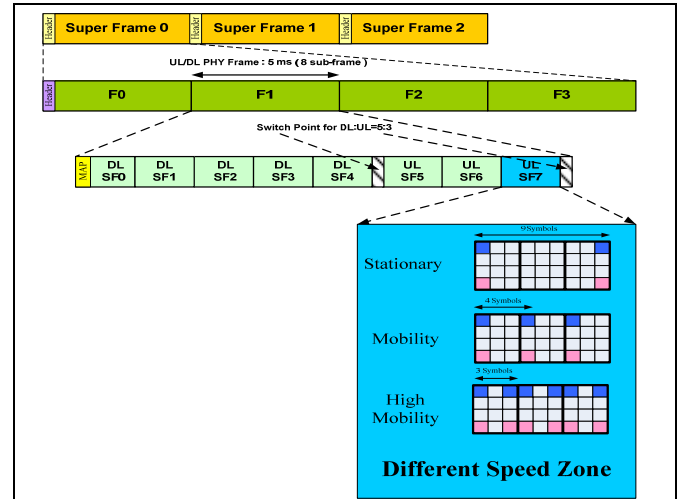 Header Super Frame 0 Header Super Frame 1 Header Super Frame 2
UL/DL PHY Frame : 5 ms ( 8 sub-frame )
Header F0 F1 F2 F3
Switch Point for DL:UL=5:3
MAP DL SF0 DL SF1 DL SF2 DL SF3 DL SF4 UL SF5 UL SF6 UL SF7
9 Symbols
Stationary
4 Symbols
Mobility
3 Symbols
High
Mobility
Different Speed Zone